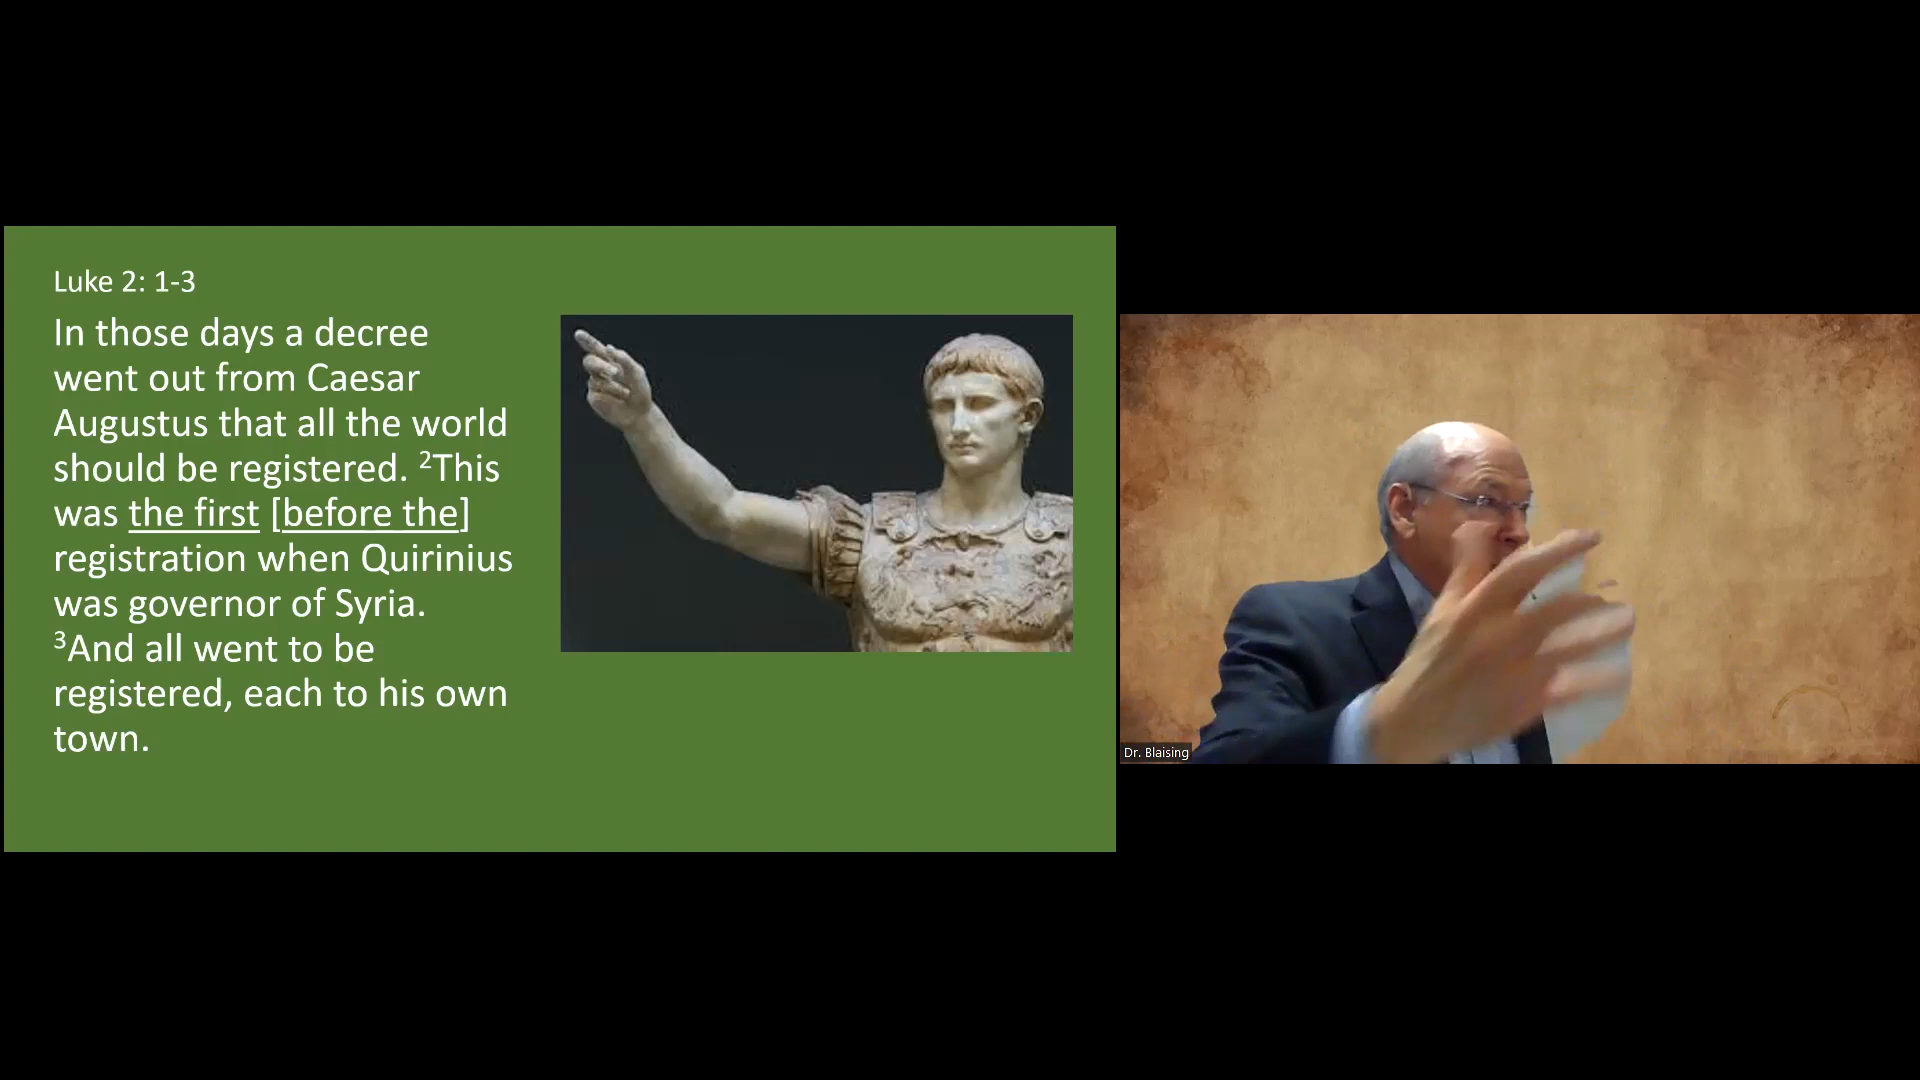 Luke 2: 1-3
In those days a decree
went out from Caesar
Augustus that all the world
should be registered. ²This
was the first [before the]
registration when Quirinius
was governor of Syria.
³And all went to be
registered, each to his own
town.
Dr. Blaising